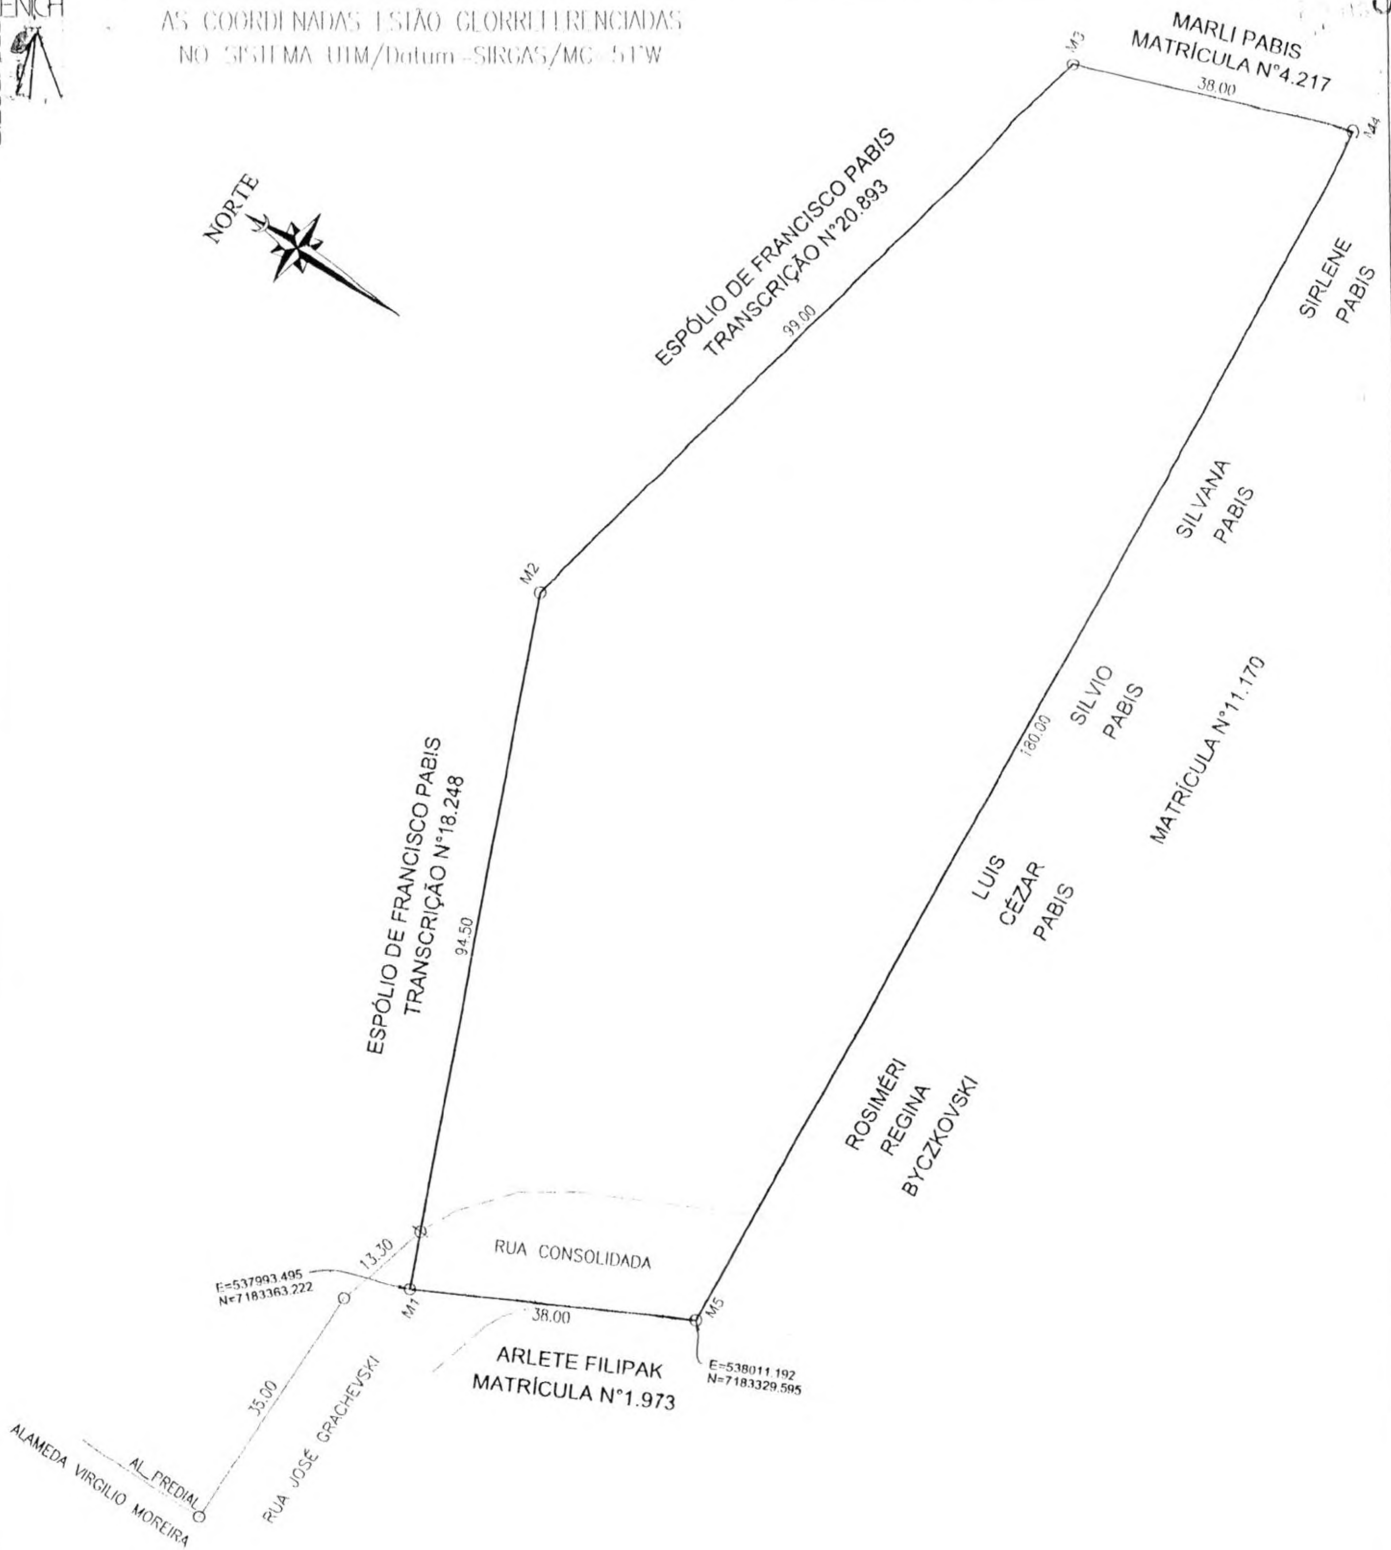 AS COORDENADAS ESTÃO GEORREFERENCIADAS
NO SISTEMA UTM/Datum-SIRGAS/MC-51°W
NORTE
MARLI PABIS
MATRÍCULA N°4.217
M3
38.00
M4
ESPÓLIO DE FRANCISCO PABIS
TRANSCRIÇÃO N°20.893
99.00
SIRLENE
PABIS
SILVANA
PABIS
M2
SILVIO
PABIS
180.00
MATRÍCULA N°11.170
ESPÓLIO DE FRANCISCO PABIS
TRANSCRIÇÃO N°18.248
94.50
LUIS
CÉZAR
PABIS
ROSIMÉRI
REGINA
BYCZKOVSKI
13.30
RUA CONSOLIDADA
E=537993.495
N=7183363.222
M1
38.00
M5
ARLETE FILIPAK
MATRÍCULA N°1.973
E=538011.192
N=7183329.595
35.00
RUA JOSÉ GRACHEVSKI
AL. PREDIAL
ALAMEDA VIRGILIO MOREIRA